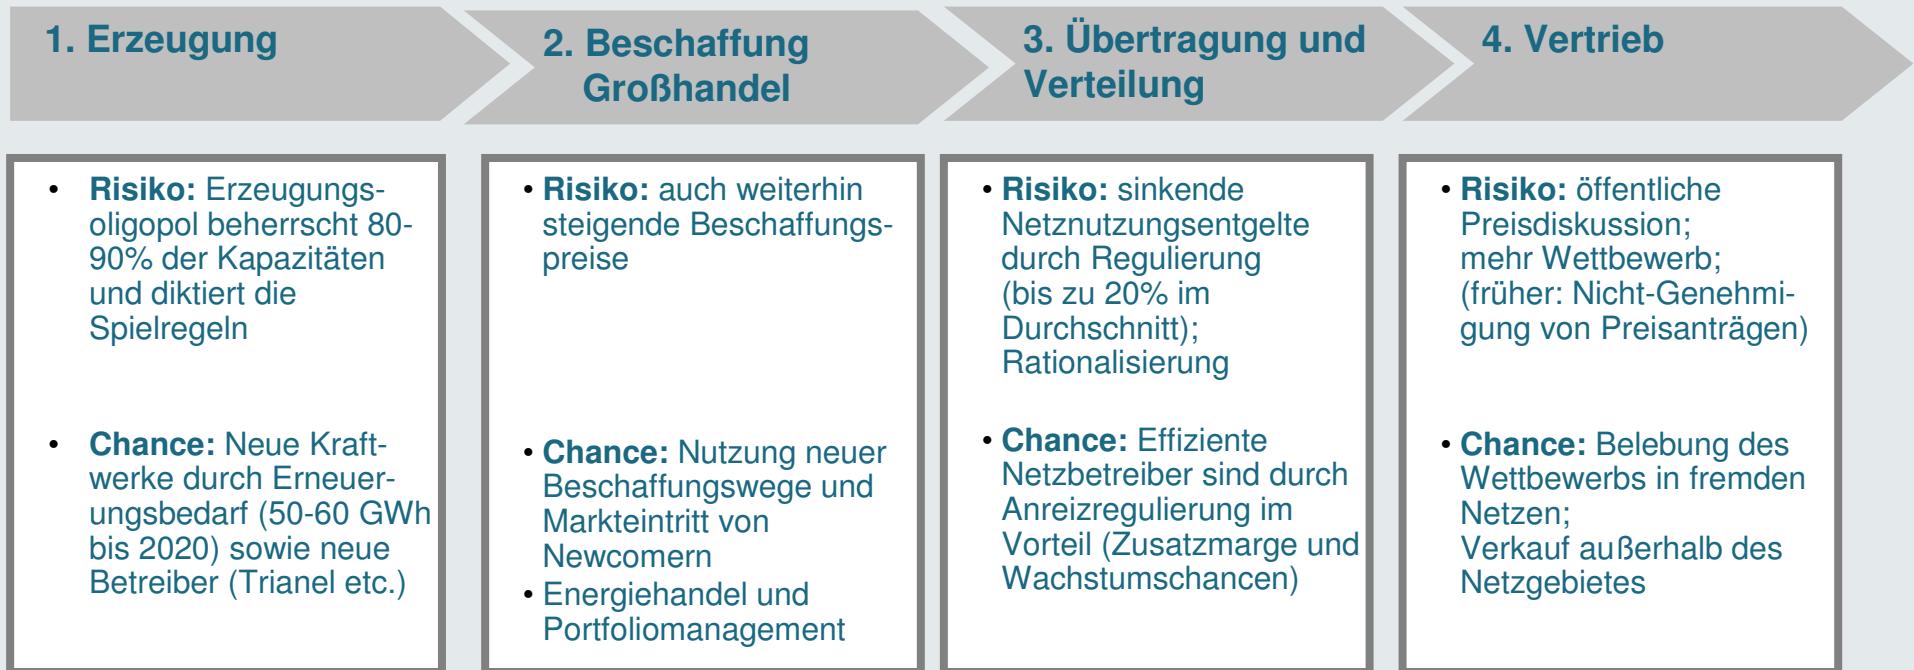 1. Erzeugung
2. Beschaffung
Großhandel
3. Übertragung und
Verteilung
4. Vertrieb
• Risiko: Erzeugungs-
oligopol beherrscht 80-
90% der Kapazitäten
und diktiert die
Spielregeln
• Chance: Neue Kraft-
werke durch Erneuer-
ungsbedarf (50-60 GWh
bis 2020) sowie neue
Betreiber (Trianel etc.)
• Risiko: auch weiterhin
steigende Beschaffungs-
preise
• Chance: Nutzung neuer
Beschaffungswege und
Markteintritt von
Newcomern
• Energiehandel und
Portfoliomanagement
• Risiko: sinkende
Netznutzungsentgelte
durch Regulierung
(bis zu 20% im
Durchschnitt);
Rationalisierung
• Chance: Effiziente
Netzbetreiber sind durch
Anreizregulierung im
Vorteil (Zusatzmarge und
Wachstumschancen)
• Risiko: öffentliche
Preisdiskussion;
mehr Wettbewerb;
(früher: Nicht-Genehmi-
gung von Preisanträgen)
• Chance: Belebung des
Wettbewerbs in fremden
Netzen;
Verkauf außerhalb des
Netzgebietes